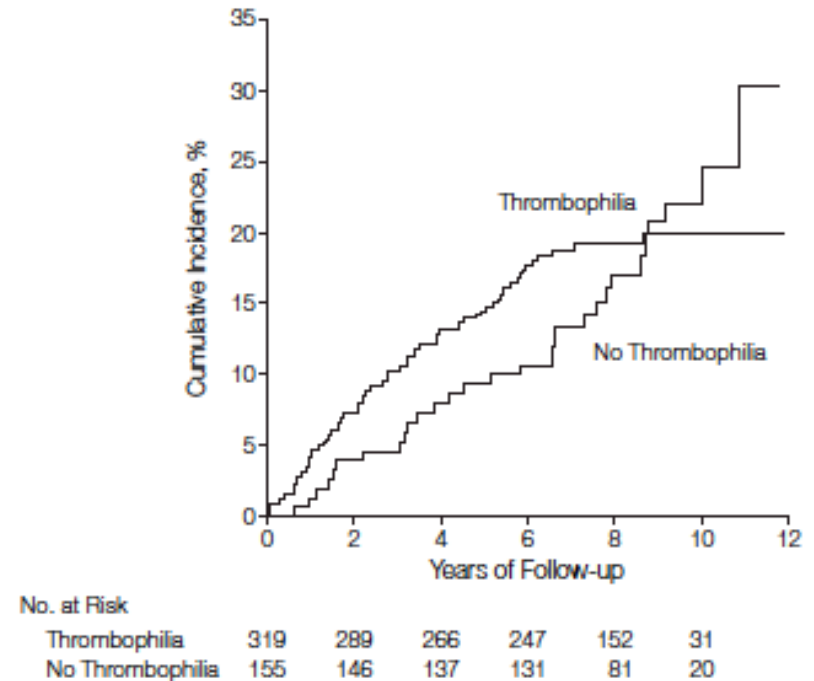 35
30
25
20
15
10
5
0
Cumulative Incidence, %
Thrombophilia
No Thrombophilia
0 2 4 6 8 10 12
Years of Follow-up
No. at Risk
Thrombophilia 319 289 266 247 152 31
No Thrombophilia 155 146 137 131 81 20